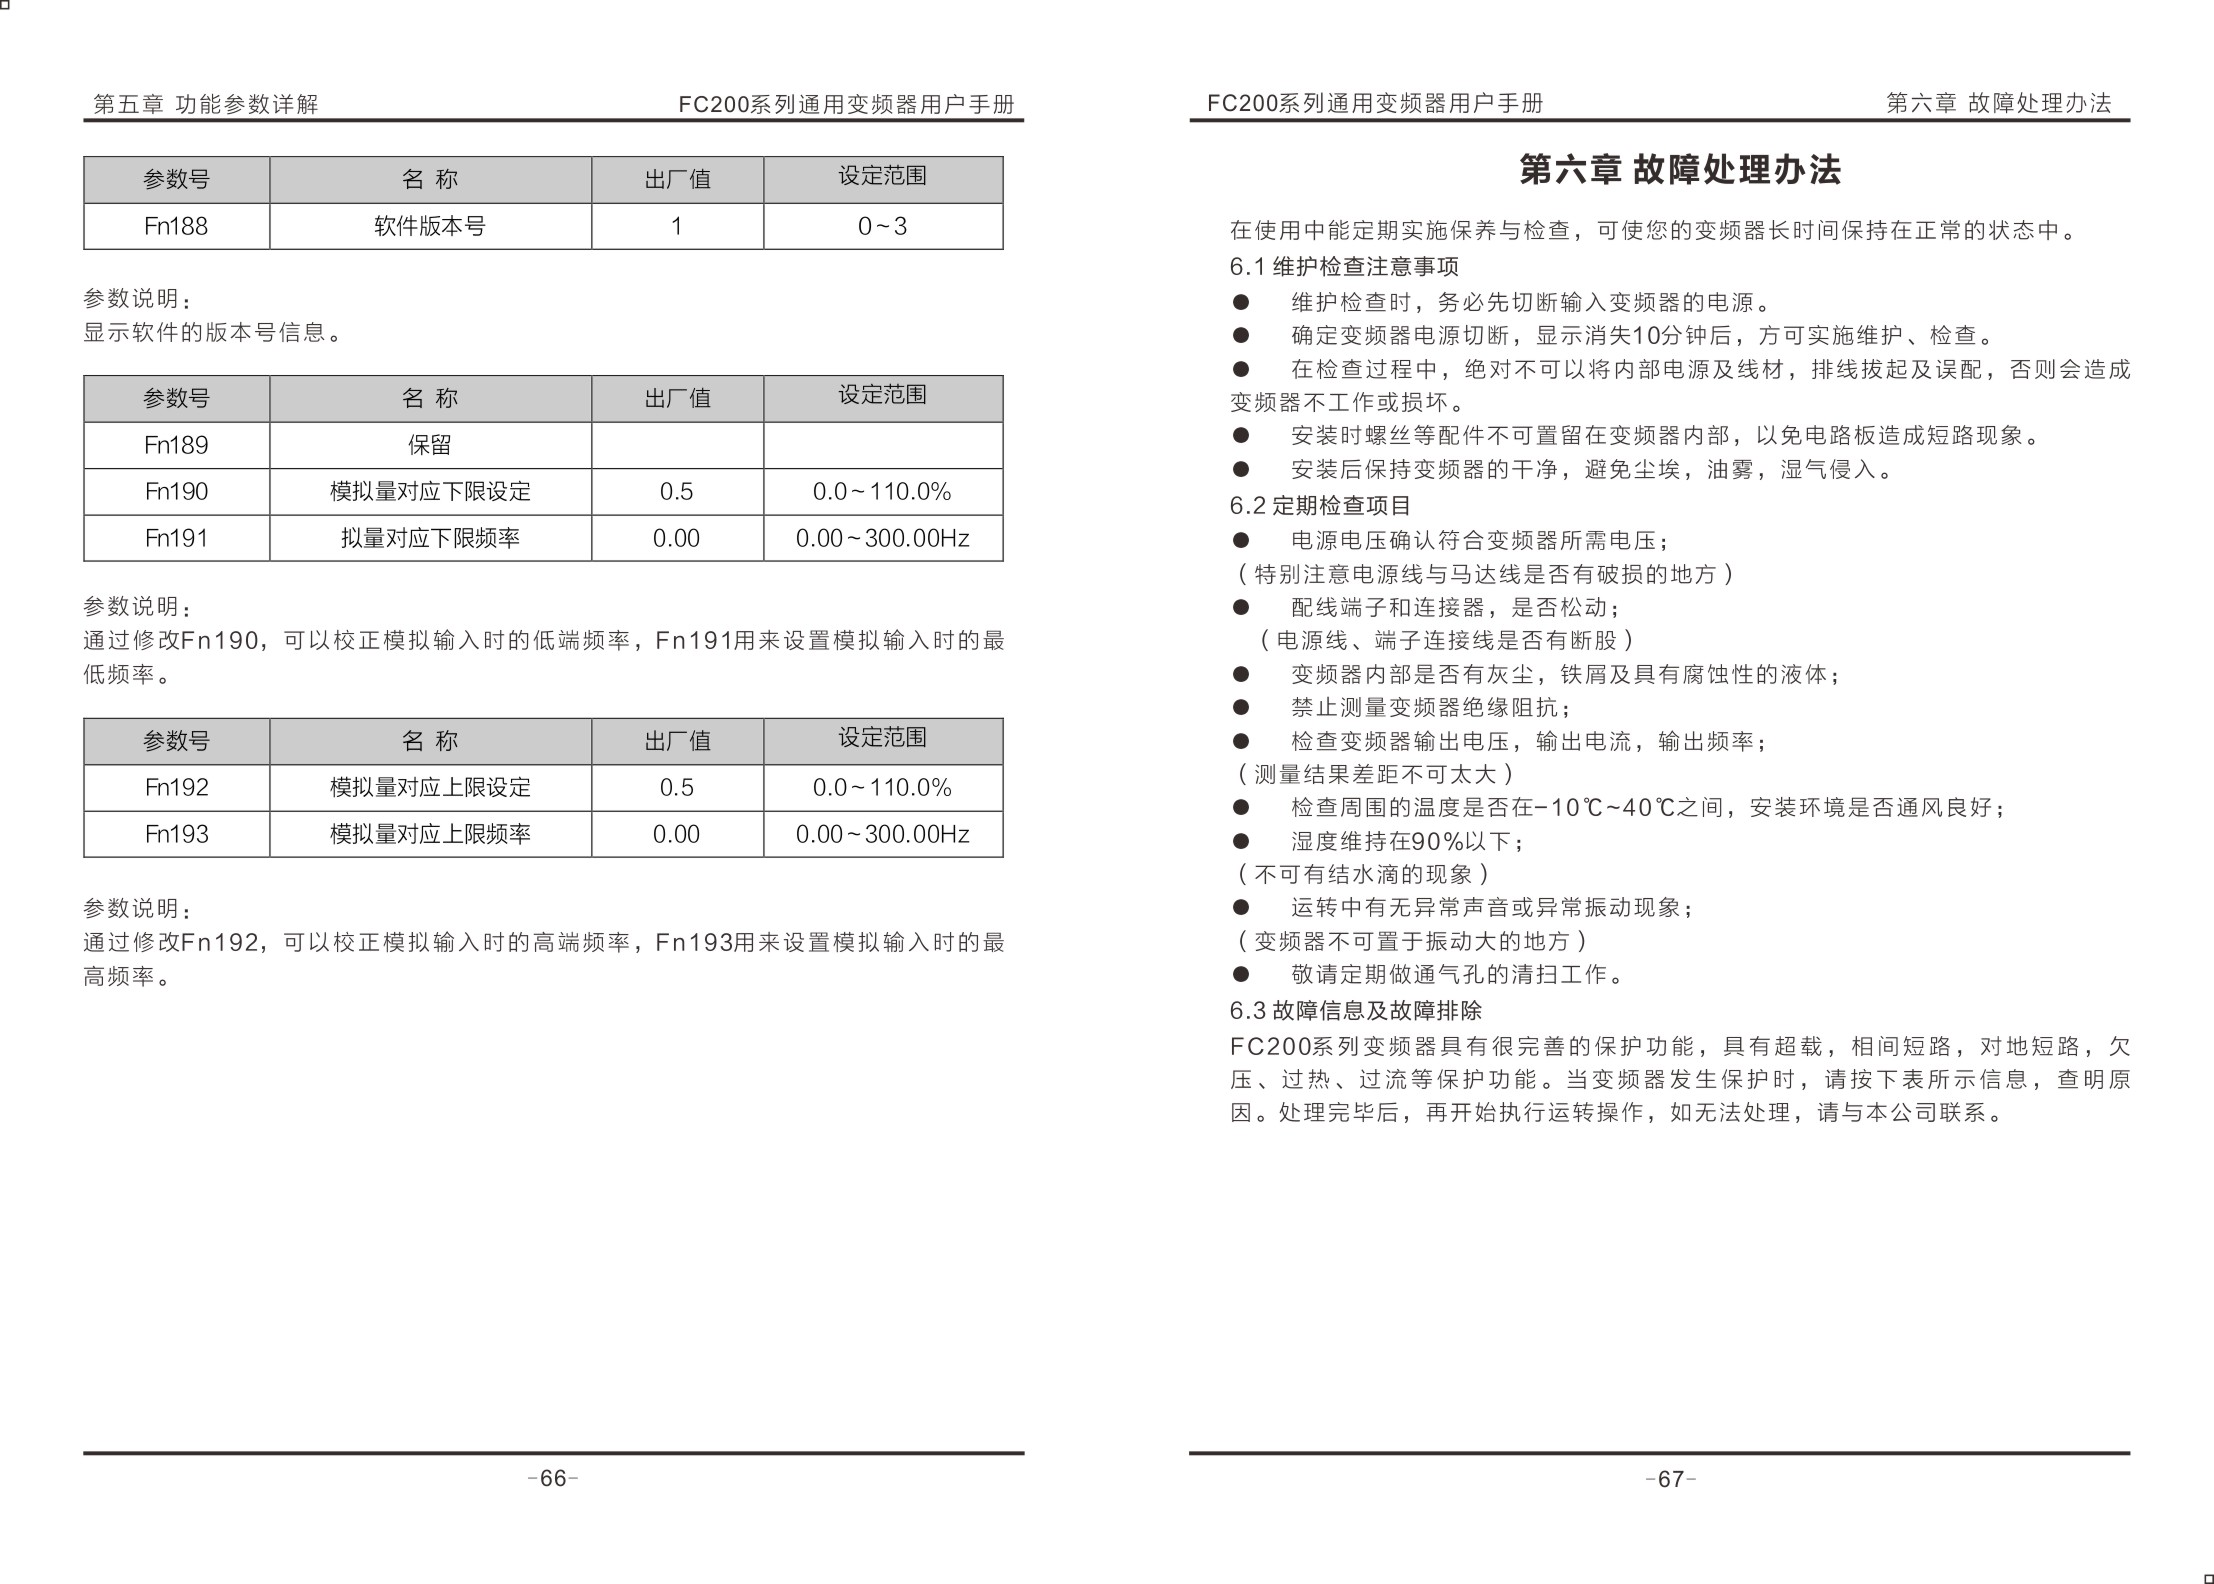 第五章 功能参数详解 FC200系列通用变频器用户手册
参数号 名 称 出厂值 设定范围
Fn188 软件版本号 1 0~3
参数说明:
显示软件的版本号信息。
参数号 名 称 出厂值 设定范围
Fn189 保留
Fn190 模拟量对应下限设定 0.5 0.0~110.0%
Fn191 拟量对应下限频率 0.00 0.00~300.00Hz
参数说明:
通过修改Fn190，可以校正模拟输入时的低端频率，Fn191用来设置模拟输入时的最
低频率。
参数号 名 称 出厂值 设定范围
Fn192 模拟量对应上限设定 0.5 0.0~110.0%
Fn193 模拟量对应上限频率 0.00 0.00~300.00Hz
参数说明:
通过修改Fn192，可以校正模拟输入时的高端频率，Fn193用来设置模拟输入时的最
高频率。
-66-
FC200系列通用变频器用户手册 第六章 故障处理办法
第六章 故障处理办法
在使用中能定期实施保养与检查，可使您的变频器长时间保持在正常的状态中。
6.1 维护检查注意事项
● 维护检查时，务必先切断输入变频器的电源。
● 确定变频器电源切断，显示消失10分钟后，方可实施维护、检查。
● 在检查过程中，绝对不可以将内部电源及线材，排线拔起及误配，否则会造成
变频器不工作或损坏。
● 安装时螺丝等配件不可置留在变频器内部，以免电路板造成短路现象。
● 安装后保持变频器的干净，避免尘埃，油雾，湿气侵入。
6.2 定期检查项目
● 电源电压确认符合变频器所需电压；
（特别注意电源线与马达线是否有破损的地方）
● 配线端子和连接器，是否松动；
（电源线、端子连接线是否有断股）
● 变频器内部是否有灰尘，铁屑及具有腐蚀性的液体；
● 禁止测量变频器绝缘阻抗；
● 检查变频器输出电压，输出电流，输出频率；
（测量结果差距不可太大）
● 检查周围的温度是否在-10℃~40℃之间，安装环境是否通风良好；
● 湿度维持在90%以下；
（不可有结水滴的现象）
● 运转中有无异常声音或异常振动现象；
（变频器不可置于振动大的地方）
● 敬请定期做通气孔的清扫工作。
6.3 故障信息及故障排除
FC200系列变频器具有很完善的保护功能，具有超载，相间短路，对地短路，欠
压、过热、过流等保护功能。当变频器发生保护时，请按下表所示信息，查明原
因。处理完毕后，再开始执行运转操作，如无法处理，请与本公司联系。
-67-